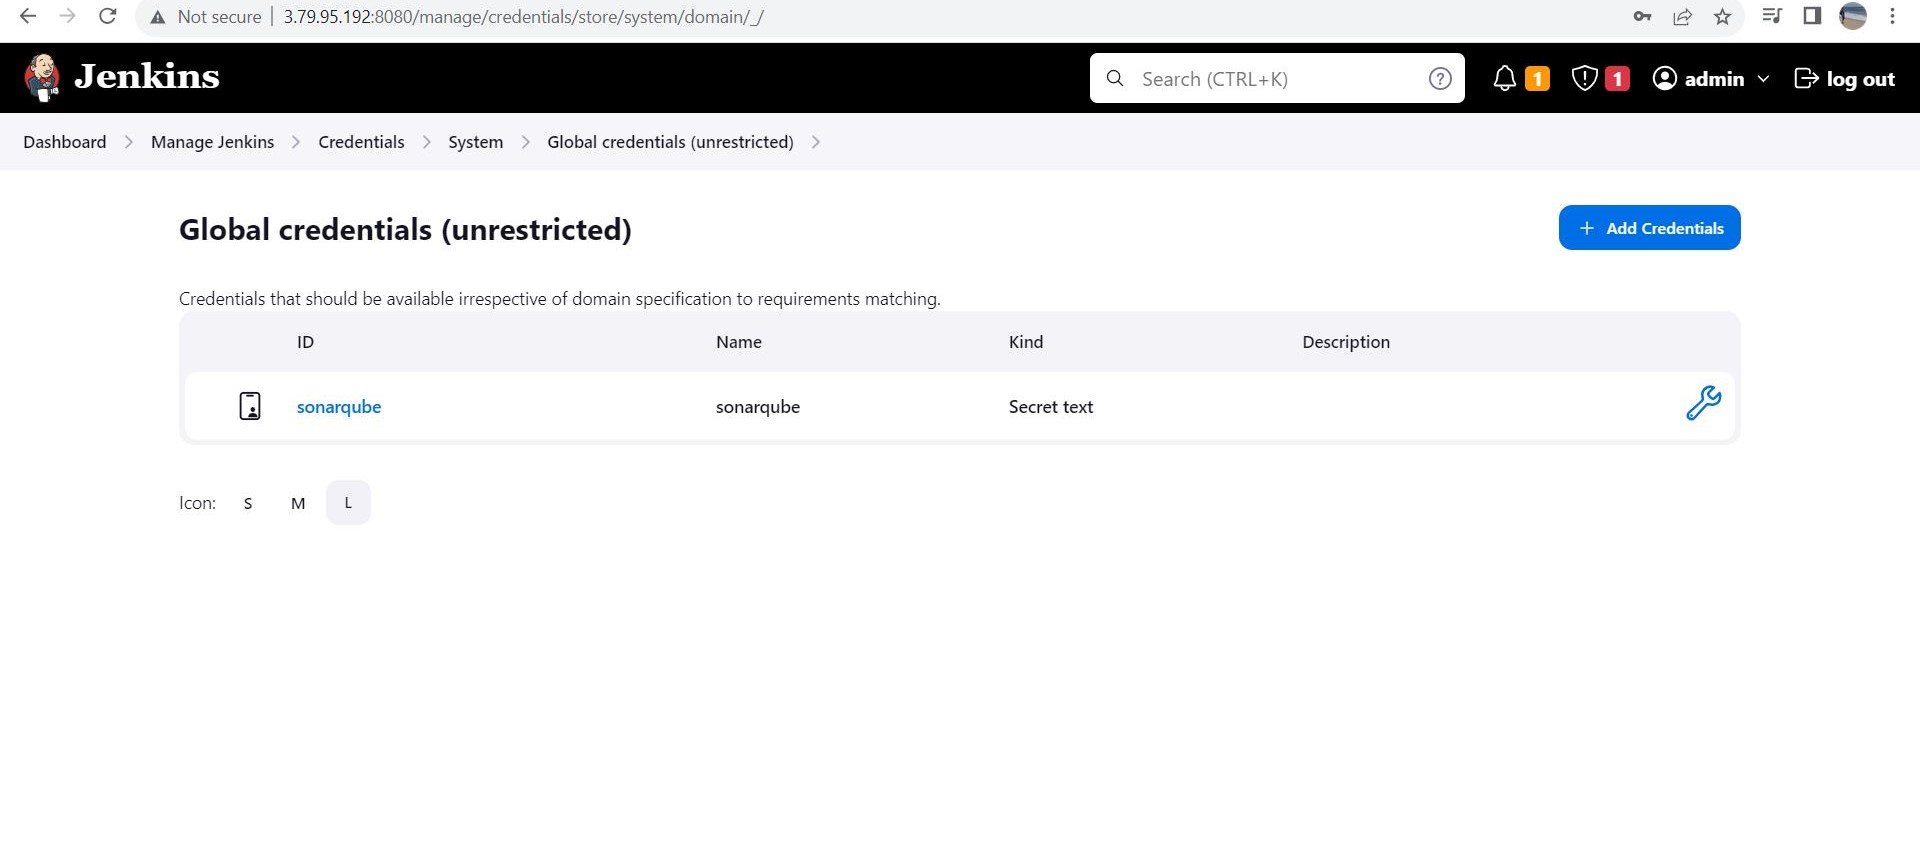 Not secure | 3.79.95.192:8080/manage/credentials/store/system/domain/_/
Jenkins
Search (CTRL+K)
?
1
1
admin
log out
Dashboard > Manage Jenkins > Credentials > System > Global credentials (unrestricted) >
Global credentials (unrestricted)
+ Add Credentials
Credentials that should be available irrespective of domain specification to requirements matching.
ID Name Kind Description
sonarqube sonarqube Secret text
Icon: S M L